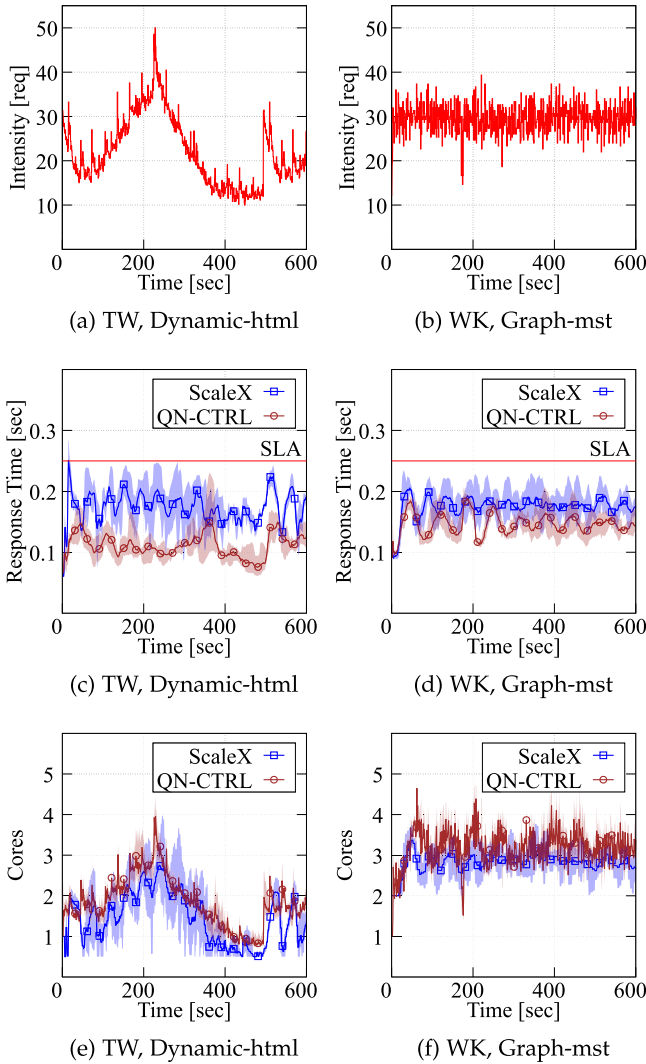 50
40
30
20
10
Intensity [req]
0 200 400 600
Time [sec]
(a) TW, Dynamic-html
50
40
30
20
10
Intensity [req]
0 200 400 600
Time [sec]
(b) WK, Graph-mst
ScaleX
QN-CTRL
SLA
0.3
0.2
0.1
Response Time [sec]
0 200 400 600
Time [sec]
(c) TW, Dynamic-html
ScaleX
QN-CTRL
SLA
0.3
0.2
0.1
Response Time [sec]
0 200 400 600
Time [sec]
(d) WK, Graph-mst
ScaleX
QN-CTRL
5
4
3
2
1
Cores
0 200 400 600
Time [sec]
(e) TW, Dynamic-html
ScaleX
QN-CTRL
5
4
3
2
1
Cores
0 200 400 600
Time [sec]
(f) WK, Graph-mst